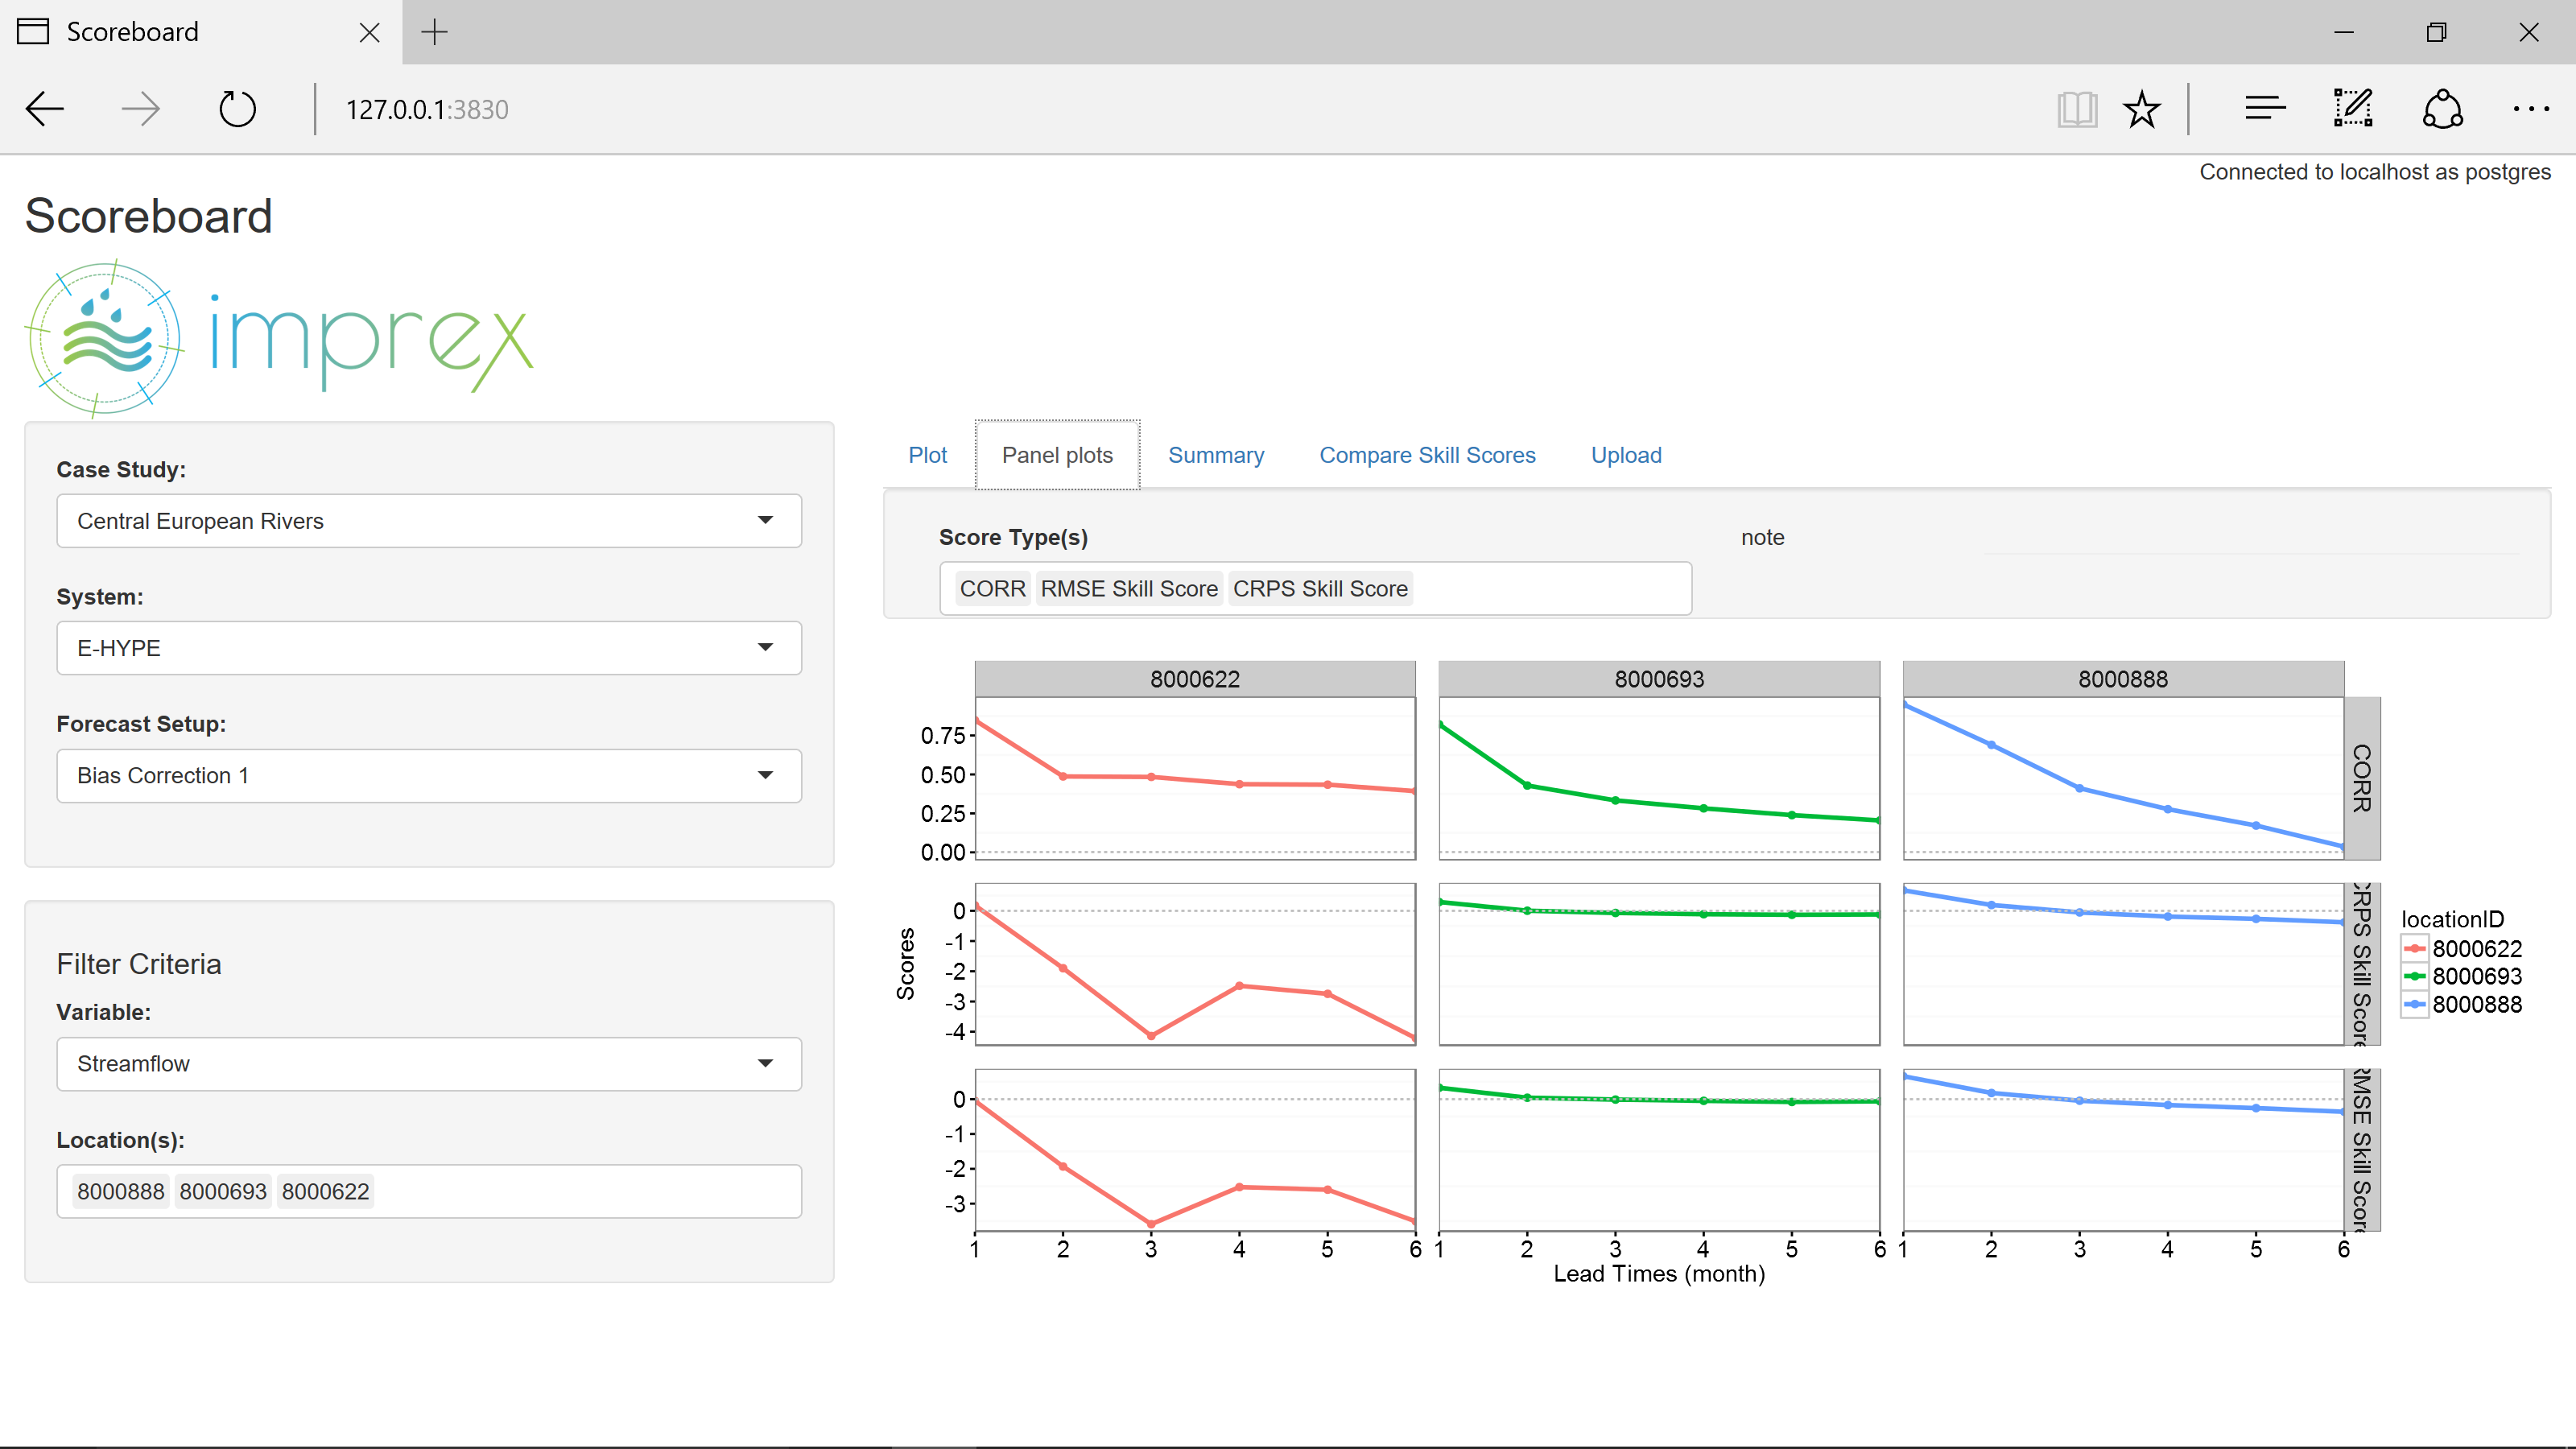 Scoreboard
127.0.0.1:3830
Connected to localhost as postgres
Scoreboard
imprex
Case Study:
Central European Rivers
System:
E-HYPE
Forecast Setup:
Bias Correction 1
Filter Criteria
Variable:
Streamflow
Location(s):
8000888 8000693 8000622
Plot Panel plots Summary Compare Skill Scores Upload
Score Type(s) note
CORR RMSE Skill Score CRPS Skill Score
8000622 8000693 8000888
0.75
0.50
0.25
0.00
CORR
0
-1
-2
-3
-4
CRPS Skill Score
0
-1
-2
-3
RMSE Skill Score
Scores
1 2 3 4 5 6 1 2 3 4 5 6 1 2 3 4 5 6
Lead Times (month)
locationID
8000622
8000693
8000888